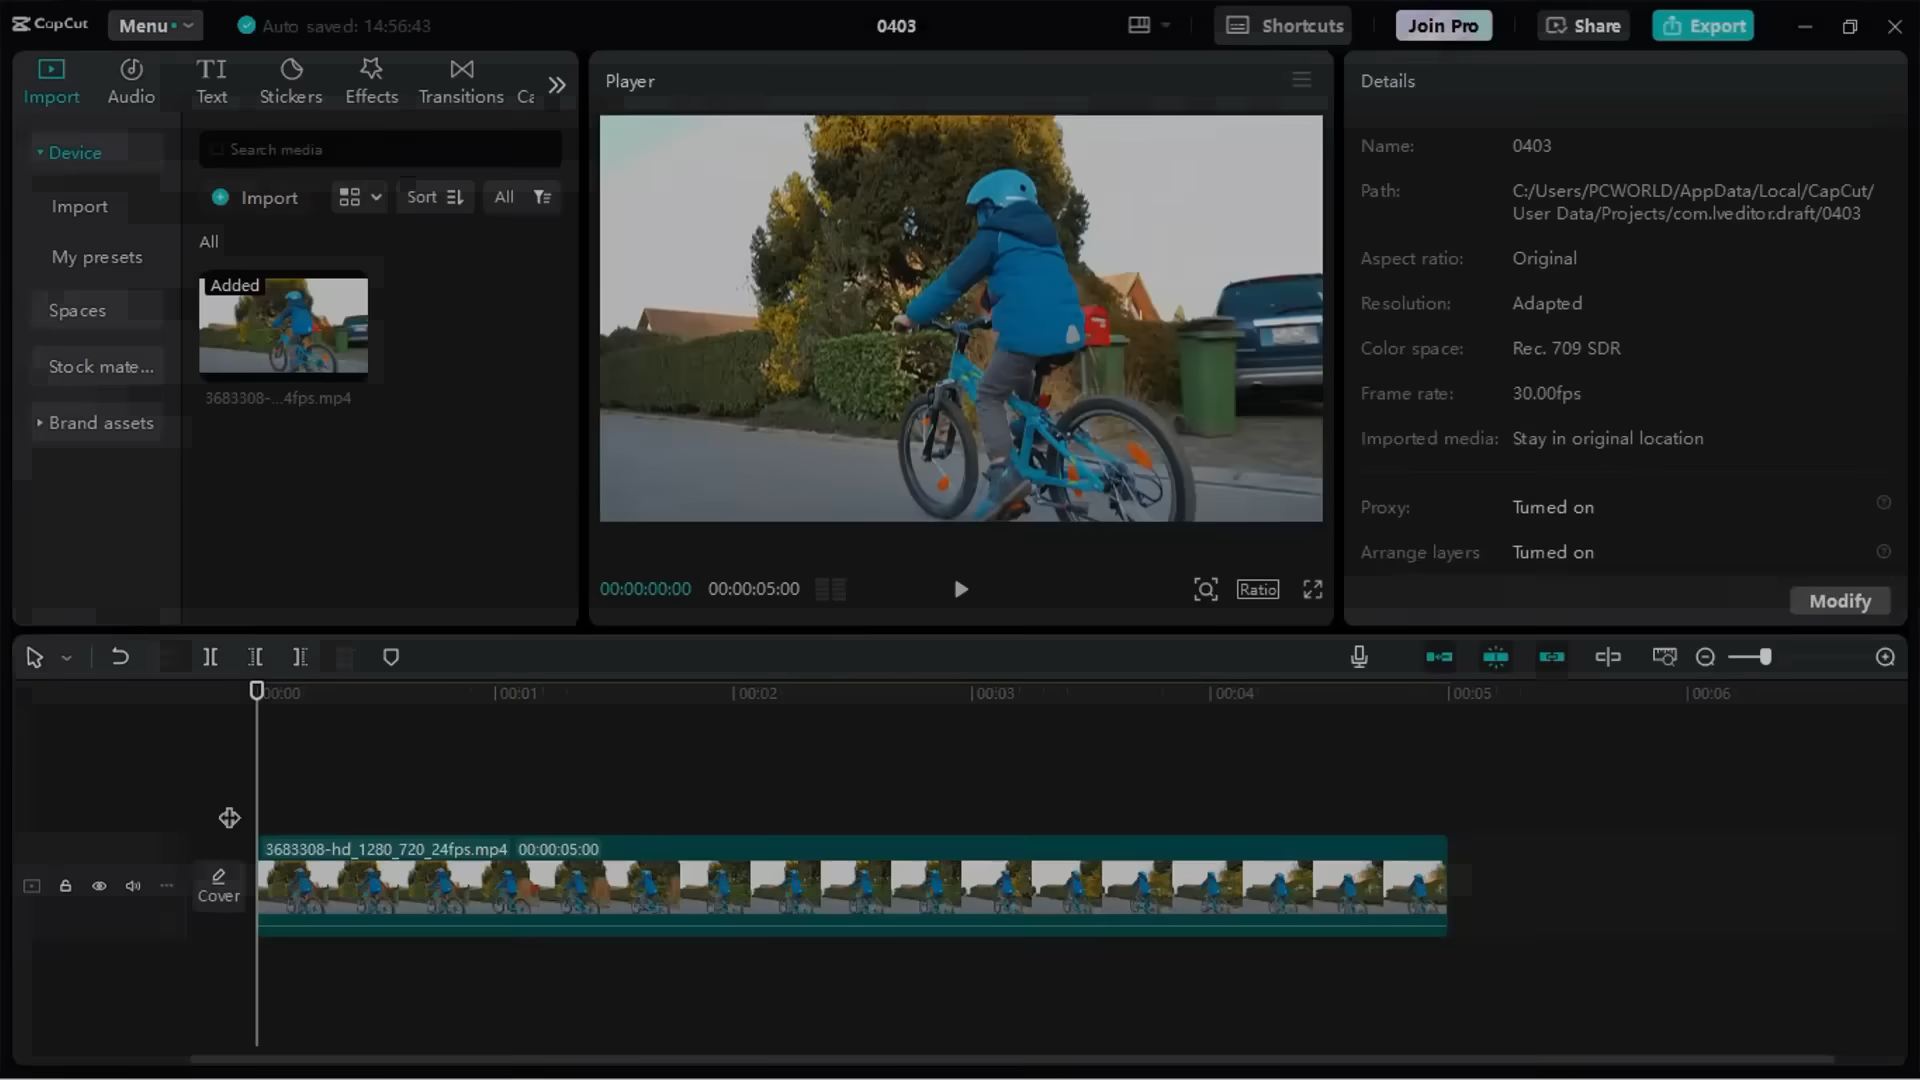 CapCut
Menu
Auto saved: 14:56:43
0403
Shortcuts
Join Pro
Share
Export
Import
Audio
TI
Text
Stickers
Effects
Transitions
Ca
Device
Import
My presets
Spaces
Stock mate...
Brand assets
Search media
Import
Sort
All
All
Added
3683308-...4fps.mp4
Player
00:00:00:00
00:00:05:00
Ratio
Details
Name: 0403
Path: C:/Users/PCWORLD/AppData/Local/CapCut/
User Data/Projects/com.lveditor.draft/0403
Aspect ratio: Original
Resolution: Adapted
Color space: Rec. 709 SDR
Frame rate: 30.00fps
Imported media: Stay in original location
Proxy: Turned on
Arrange layers Turned on
Modify
00:00 00:01 00:02 00:03 00:04 00:05 00:06
3683308-hd_1280_720_24fps.mp4 00:00:05:00
Cover